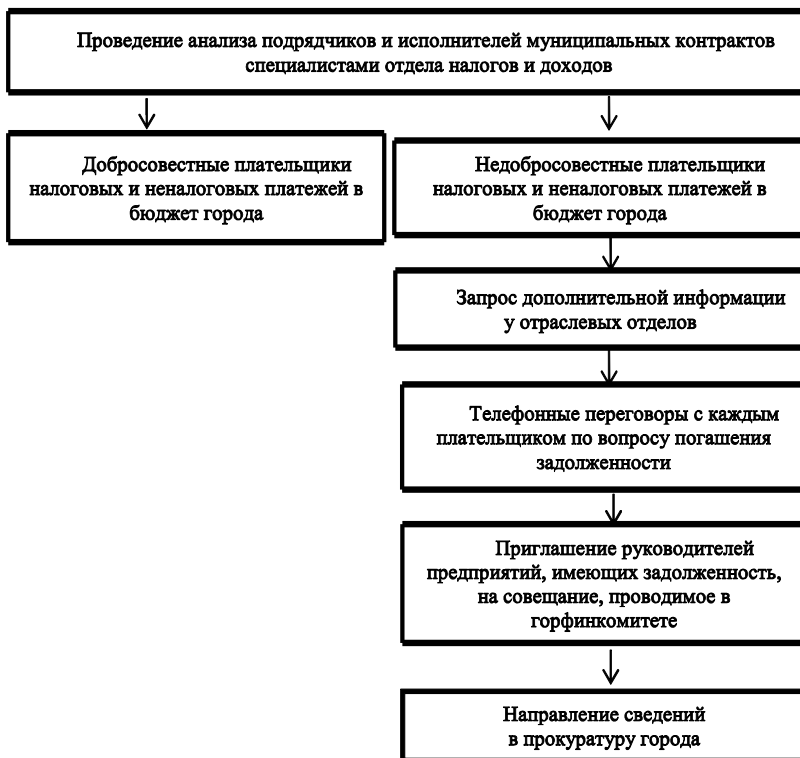 Проведение анализа подрядчиков и исполнителей муниципальных контрактов
специалистами отдела налогов и доходов
Добросовестные плательщики
налоговых и неналоговых платежей в
бюджет города
Недобросовестные плательщики
налоговых и неналоговых платежей в
бюджет города
Запрос дополнительной информации
у отраслевых отделов
Телефонные переговоры с каждым
плательщиком по вопросу погашения
задолженности
Приглашение руководителей
предприятий, имеющих задолженность,
на совещание, проводимое в
горфинкомитете
Направление сведений
в прокуратуру города